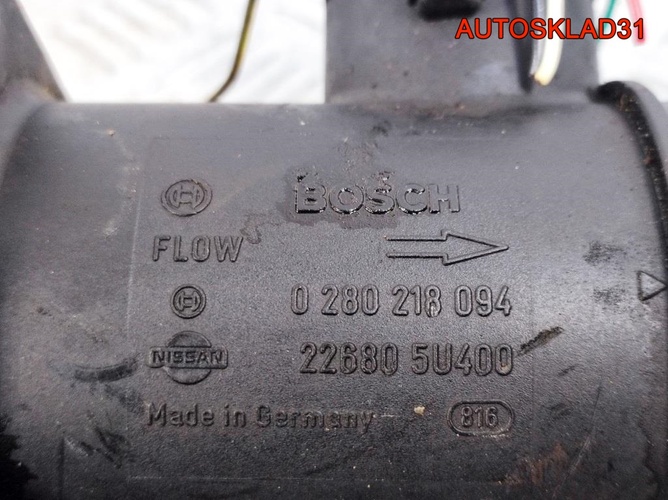 AUTOSKLAD31
BOSCH
FLOW
0 280 218 094
NISSAN 22680 5U400
Made in Germany 816